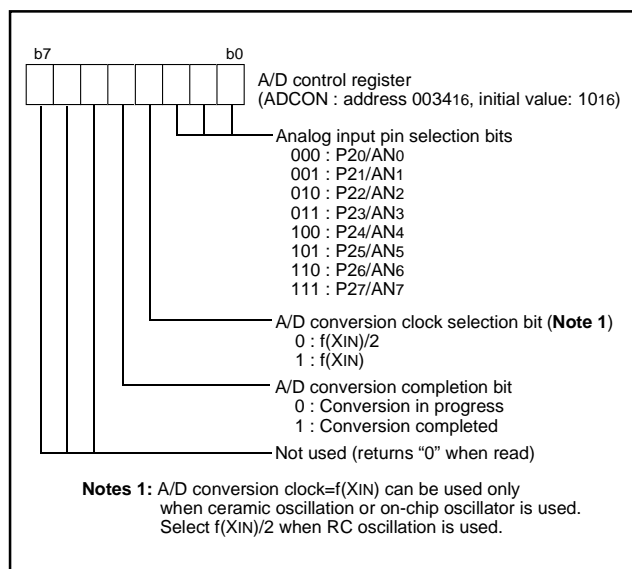 b7 b0
A/D control register
(ADCON : address 003416, initial value: 1016)
Analog input pin selection bits
000 : P20/AN0
001 : P21/AN1
010 : P22/AN2
011 : P23/AN3
100 : P24/AN4
101 : P25/AN5
110 : P26/AN6
111 : P27/AN7
A/D conversion clock selection bit (Note 1)
0 : f(XIN)/2
1 : f(XIN)
A/D conversion completion bit
0 : Conversion in progress
1 : Conversion completed
Not used (returns “0” when read)
Notes 1: A/D conversion clock=f(XIN) can be used only
when ceramic oscillation or on-chip oscillator is used.
Select f(XIN)/2 when RC oscillation is used.